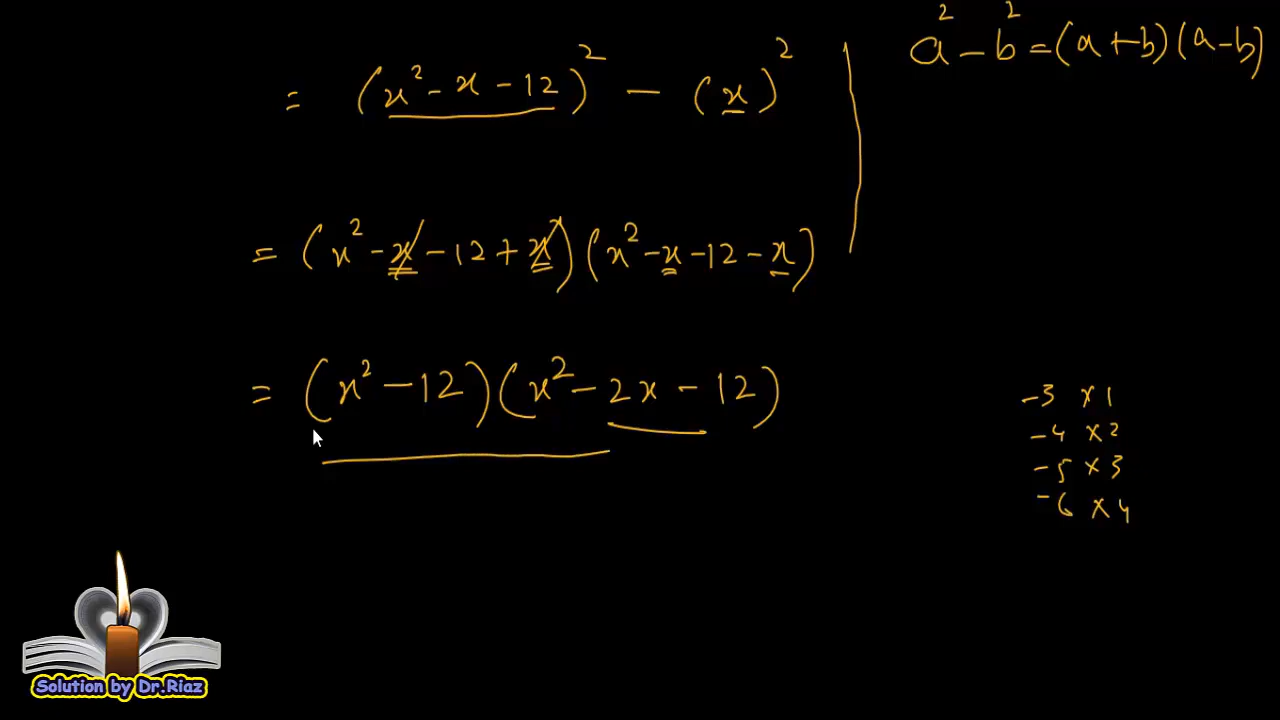 = (x² - x - 12)² - (x)²
a² - b² = (a + b)(a - b)
= (x² - x - 12 + x)(x² - x - 12 - x)
= (x² - 12)(x² - 2x - 12)
-3 × 1
-4 × 2
-5 × 3
-6 × 4
Solution by Dr.Riaz